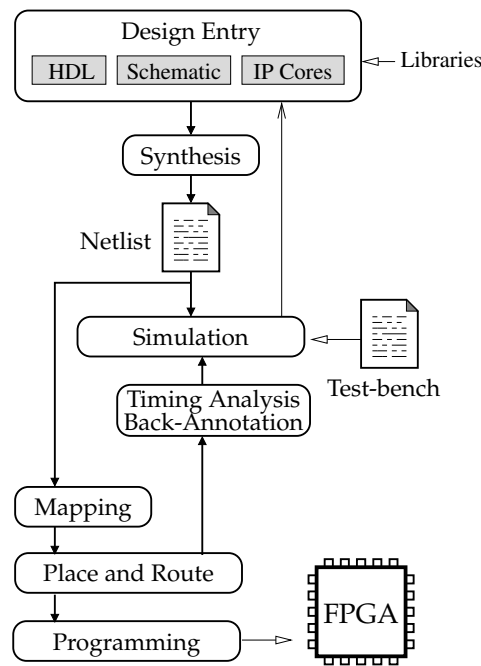 Design Entry
HDL
Schematic
IP Cores
Libraries
Synthesis
Netlist
Simulation
Test-bench
Timing Analysis
Back-Annotation
Mapping
Place and Route
Programming
FPGA